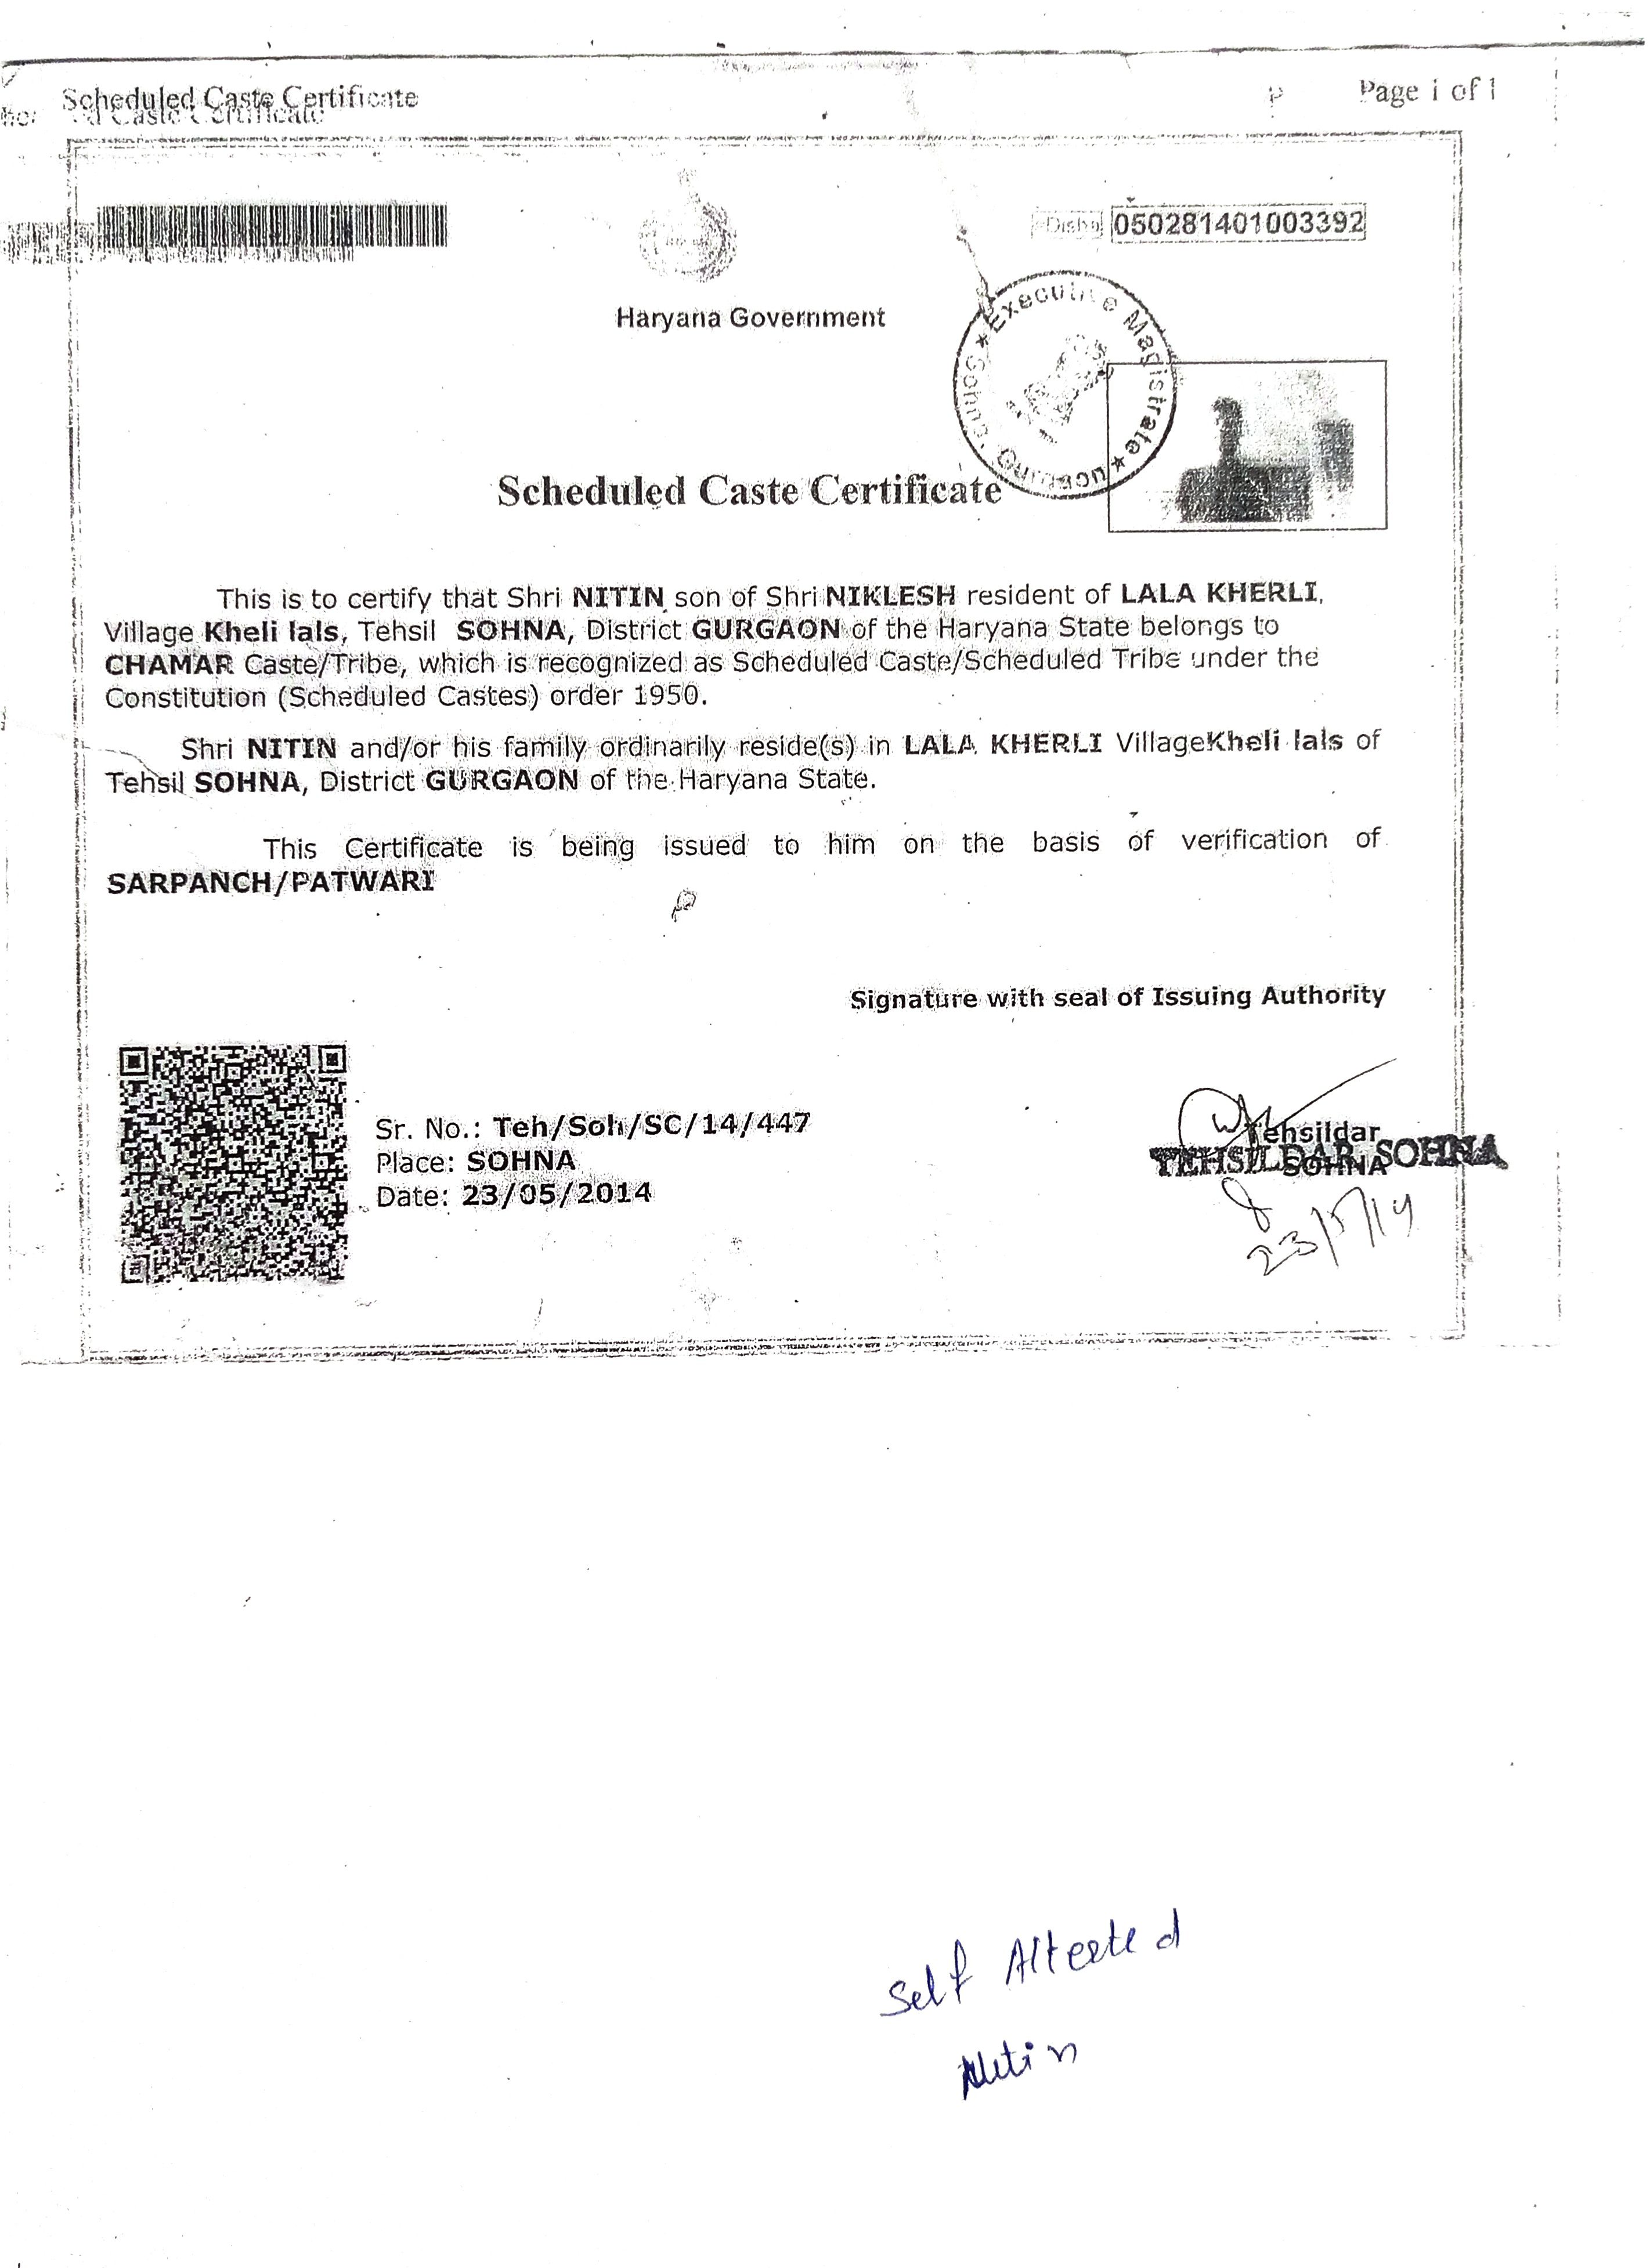 Scheduled Caste Certificate
Page 1 of 1
050281401003392
Haryana Government
Executive Magistrate
Sohna
Scheduled Caste Certificate
This is to certify that Shri NITIN son of Shri NIKLESH resident of LALA KHERLI,
Village Kheli lals, Tehsil SOHNA, District GURGAON of the Haryana State belongs to
CHAMAR Caste/Tribe, which is recognized as Scheduled Caste/Scheduled Tribe under the
Constitution (Scheduled Castes) order 1950.
Shri NITIN and/or his family ordinarily reside(s) in LALA KHERLI VillageKheli lals of
Tehsil SOHNA, District GURGAON of the Haryana State.
This Certificate is being issued to him on the basis of verification of
SARPANCH/PATWARI
Signature with seal of Issuing Authority
Sr. No.: Teh/Soh/SC/14/447
Place: SOHNA
Date: 23/05/2014
Tehsildar
TEHSILDAR, SOHNA
SOHNA
23/5/14
Self Attested
Nitin